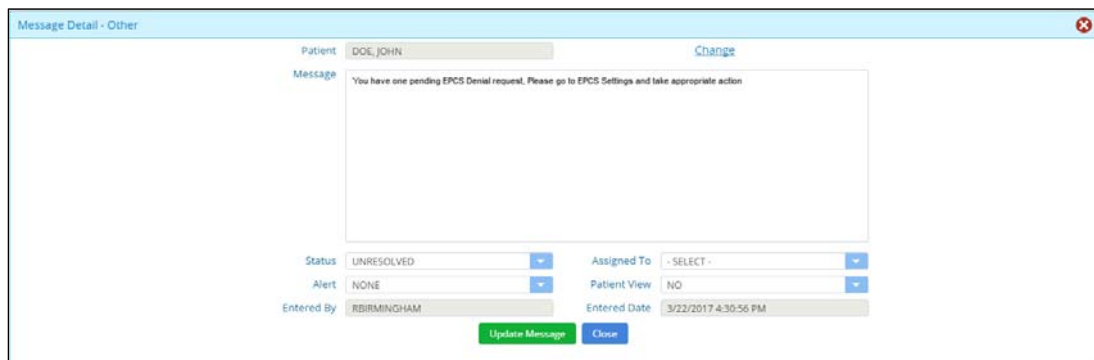 Message Detail - Other
Patient DOE, JOHN Change
Message 'You have one pending EPCS Denial request, Please go to EPCS Settings and take appropriate action
Status UNRESOLVED Assigned To - SELECT -
Alert NONE Patient View NO
Entered By RBIRMINGHAM Entered Date 3/22/2017 4:30:56 PM
Update Message Close